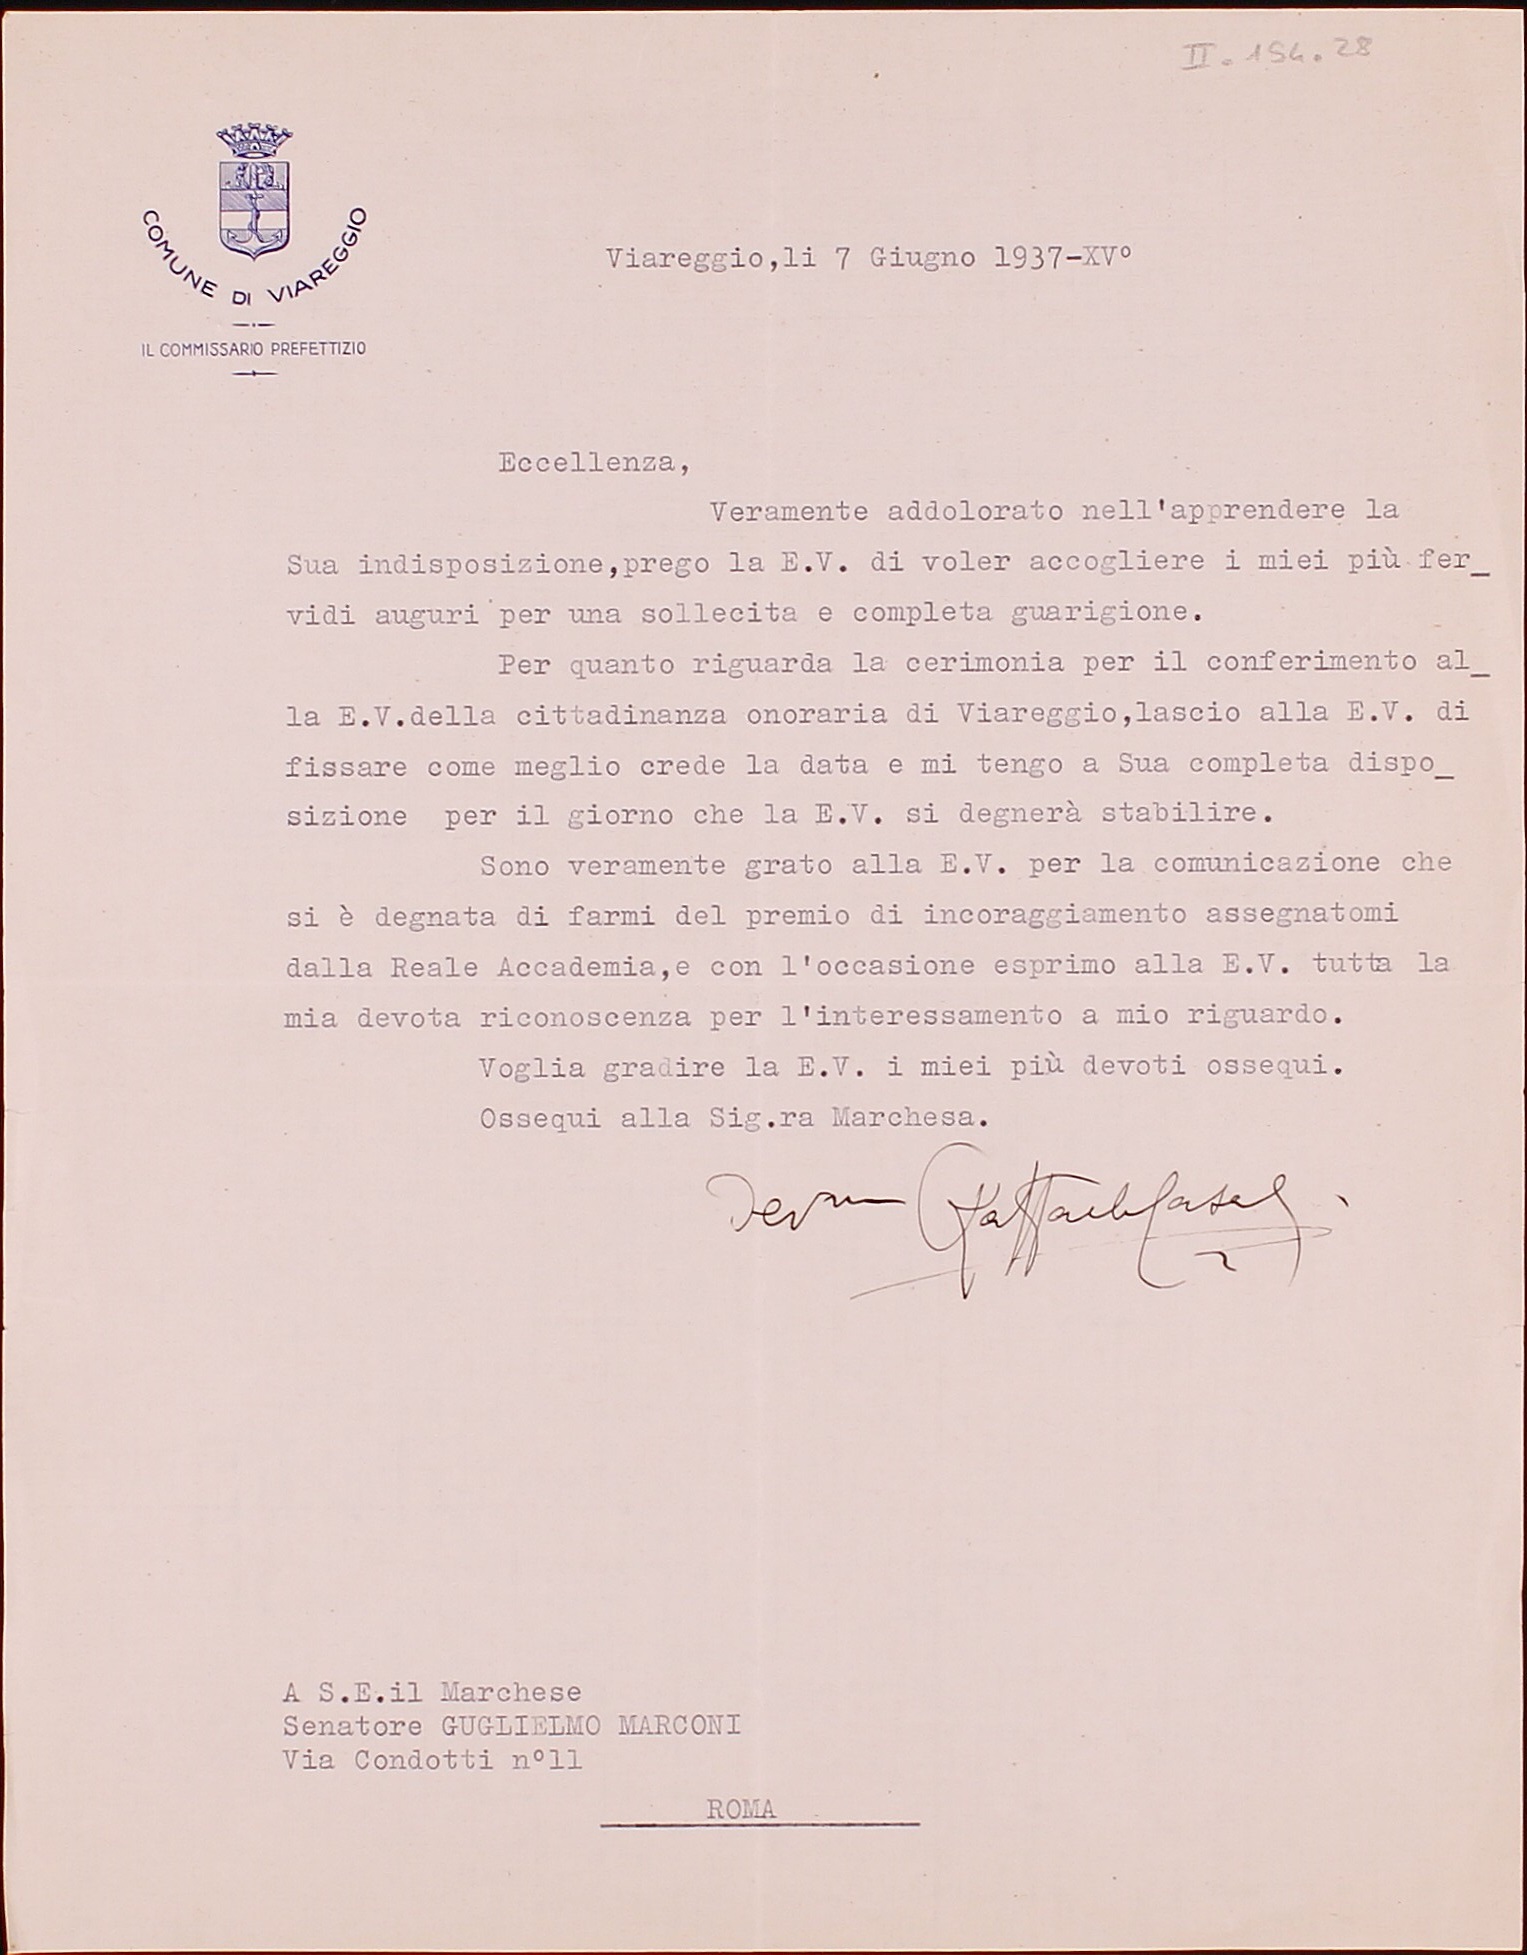 II. 154. 28
COMUNE DI VIAREGGIO
IL COMMISSARIO PREFETTIZIO
Viareggio,li 7 Giugno 1937-XV°
Eccellenza,
Veramente addolorato nell'apprendere la
Sua indisposizione,prego la E.V. di voler accogliere i miei più fer_
vidi auguri per una sollecita e completa guarigione.
Per quanto riguarda la cerimonia per il conferimento al_
la E.V.della cittadinanza onoraria di Viareggio,lascio alla E.V. di
fissare come meglio crede la data e mi tengo a Sua completa dispo_
sizione per il giorno che la E.V. si degnerà stabilire.
Sono veramente grato alla E.V. per la comunicazione che
si è degnata di farmi del premio di incoraggiamento assegnatomi
dalla Reale Accademia,e con l'occasione esprimo alla E.V. tutta la
mia devota riconoscenza per l'interessamento a mio riguardo.
Voglia gradire la E.V. i miei più devoti ossequi.
Ossequi alla Sig.ra Marchesa.
Raffaele
A S.E.il Marchese
Senatore GUGLIELMO MARCONI
Via Condotti n°11
ROMA